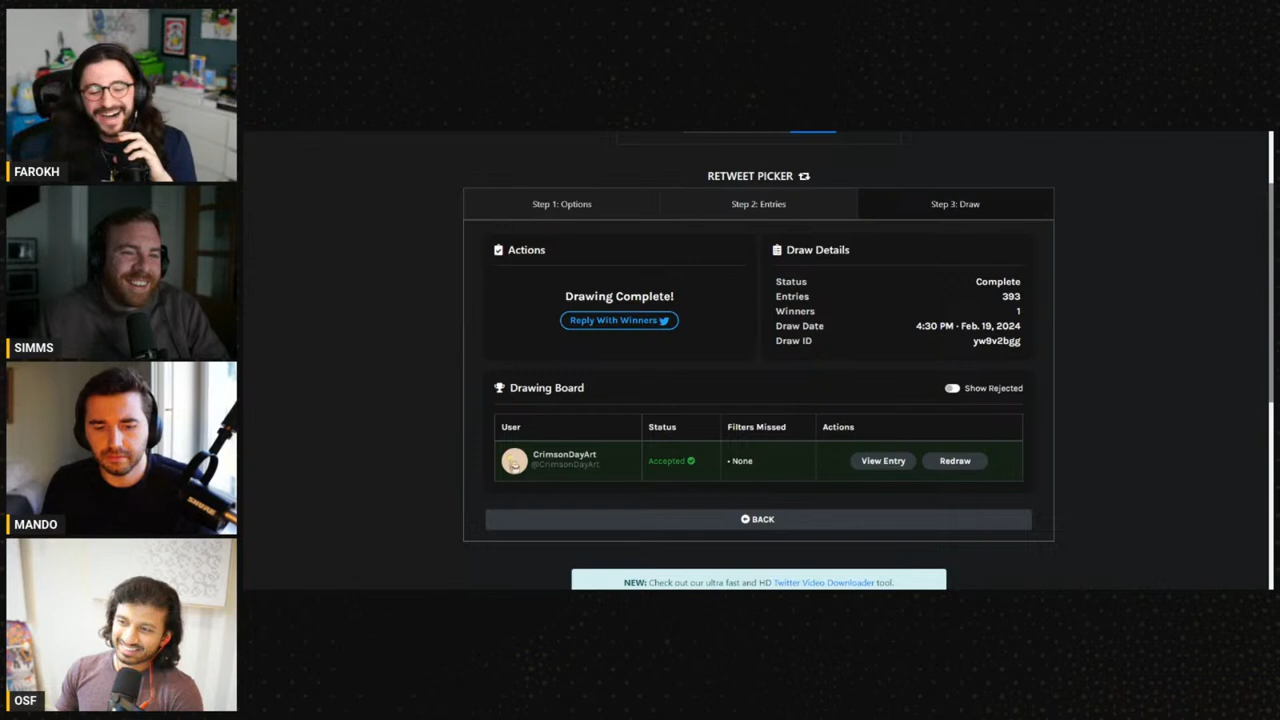 FAROKH
SIMMS
MANDO
OSF
RETWEET PICKER
Step 1: Options
Step 2: Entries
Step 3: Draw
Actions
Drawing Complete!
Reply With Winners
Draw Details
Status Complete
Entries 393
Winners 1
Draw Date 4:30 PM - Feb. 19, 2024
Draw ID yw9v2bgg
Drawing Board
Show Rejected
User Status Filters Missed Actions
CrimsonDayArt
@CrimsonDayArt
Accepted
• None
View Entry
Redraw
BACK
NEW: Check out our ultra fast and HD Twitter Video Downloader tool.